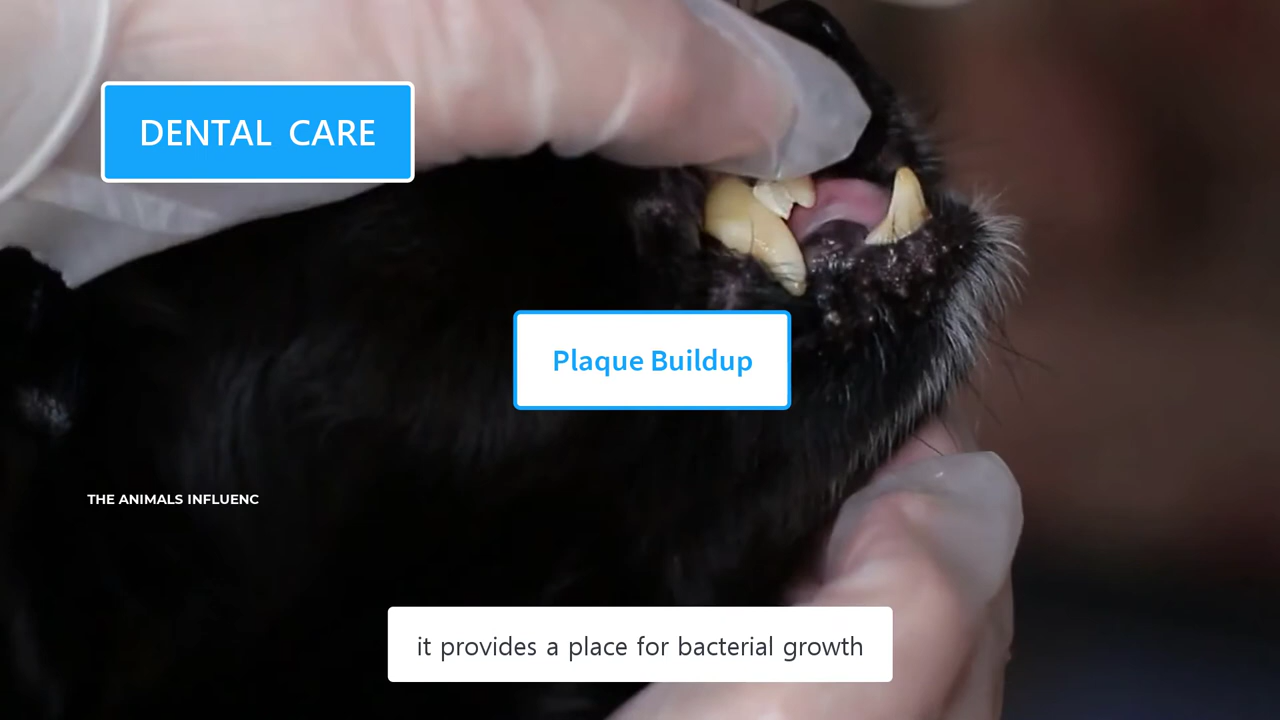 DENTAL CARE
Plaque Buildup
THE ANIMALS INFLUENC
it provides a place for bacterial growth